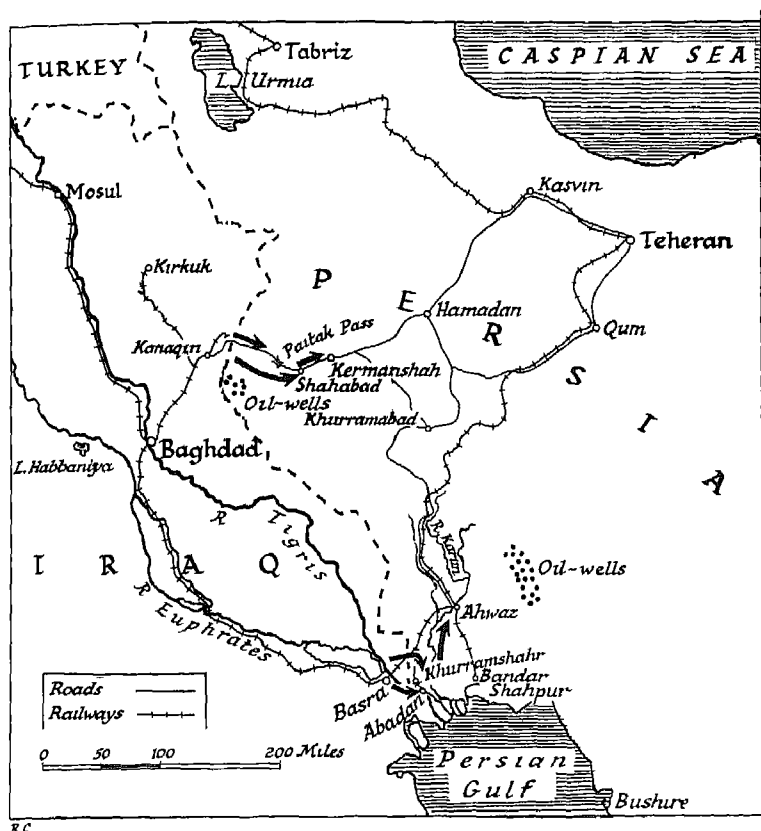 Tabriz
CASPIAN SEA
TURKEY
L. Urmia
Kasvin
Mosul
Teheran
Kirkuk
PERSIA
Hamadan
Qum
Kanaqin
Paitak Pass
Kermanshah
Shahabad
Oil-wells
Khurramabad
Baghdad
L. Habbaniya
R Tigris
R. Karun
IRAQ
Oil-wells
R Euphrates
Ahwaz
Khurramshahr
Bandar
Shahpur
Basra
Abadan
Roads
Railways
0 50 100 200 Miles
Persian
Gulf
Bushire
R.C.